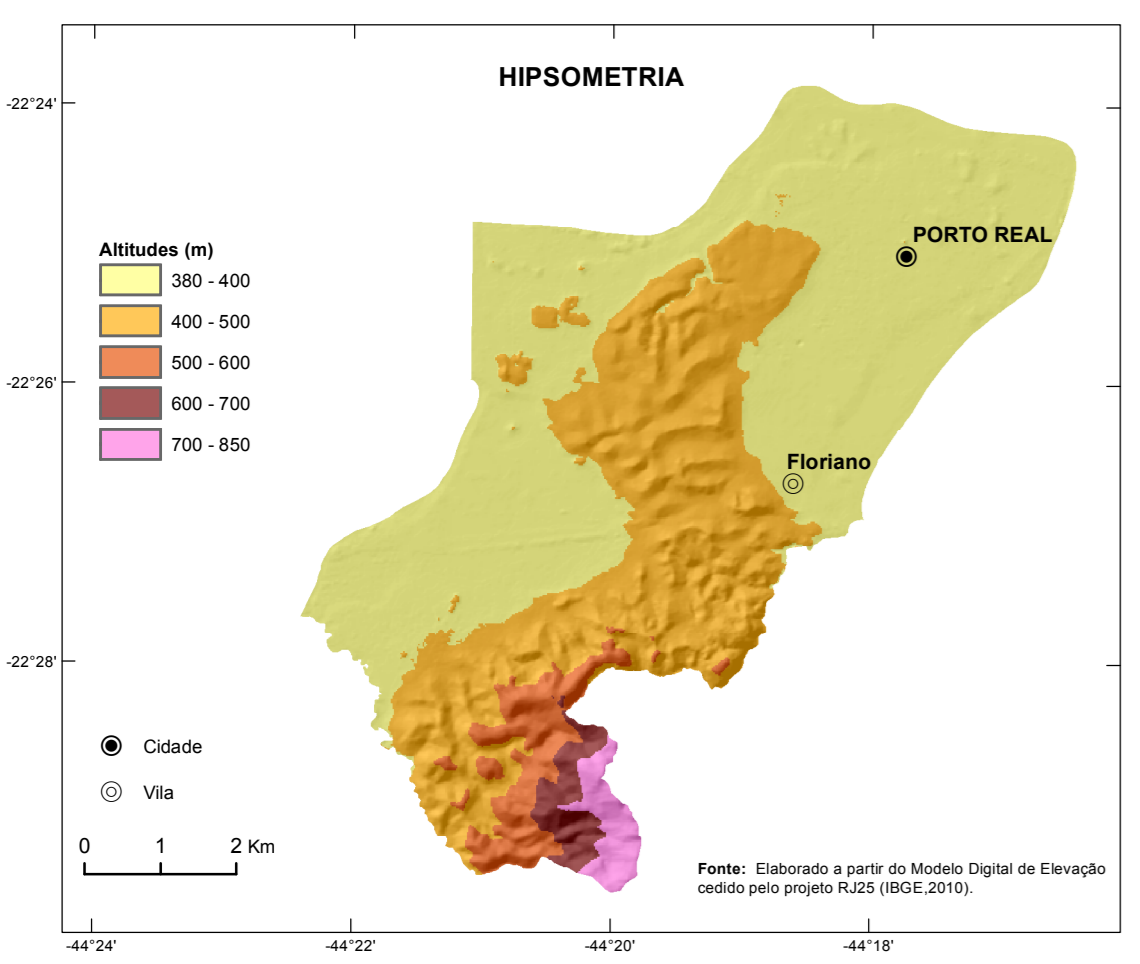 HIPSOMETRIA
-22°24'
-22°26'
-22°28'
Altitudes (m)
380 - 400
400 - 500
500 - 600
600 - 700
700 - 850
PORTO REAL
Floriano
Cidade
Vila
0 1 2 Km
Fonte: Elaborado a partir do Modelo Digital de Elevação
cedido pelo projeto RJ25 (IBGE,2010).
-44°24' -44°22' -44°20' -44°18'